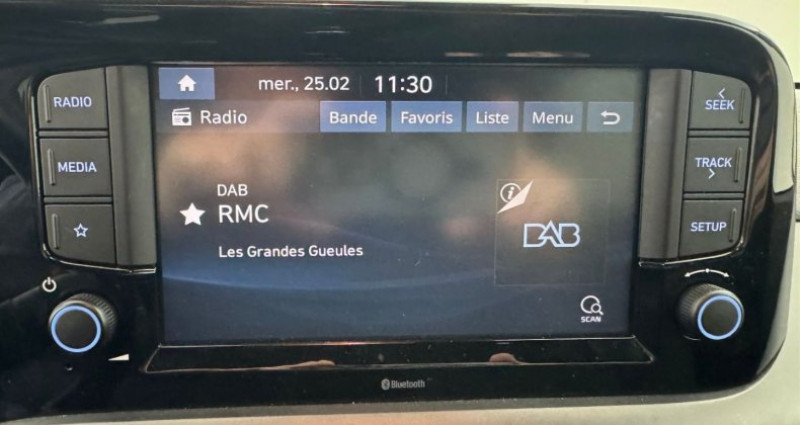 mer., 25.02 11:30
RADIO
Radio Bande Favoris Liste Menu
SEEK
MEDIA
TRACK
DAB
RMC
DAB
Les Grandes Gueules
SETUP
SCAN
Bluetooth